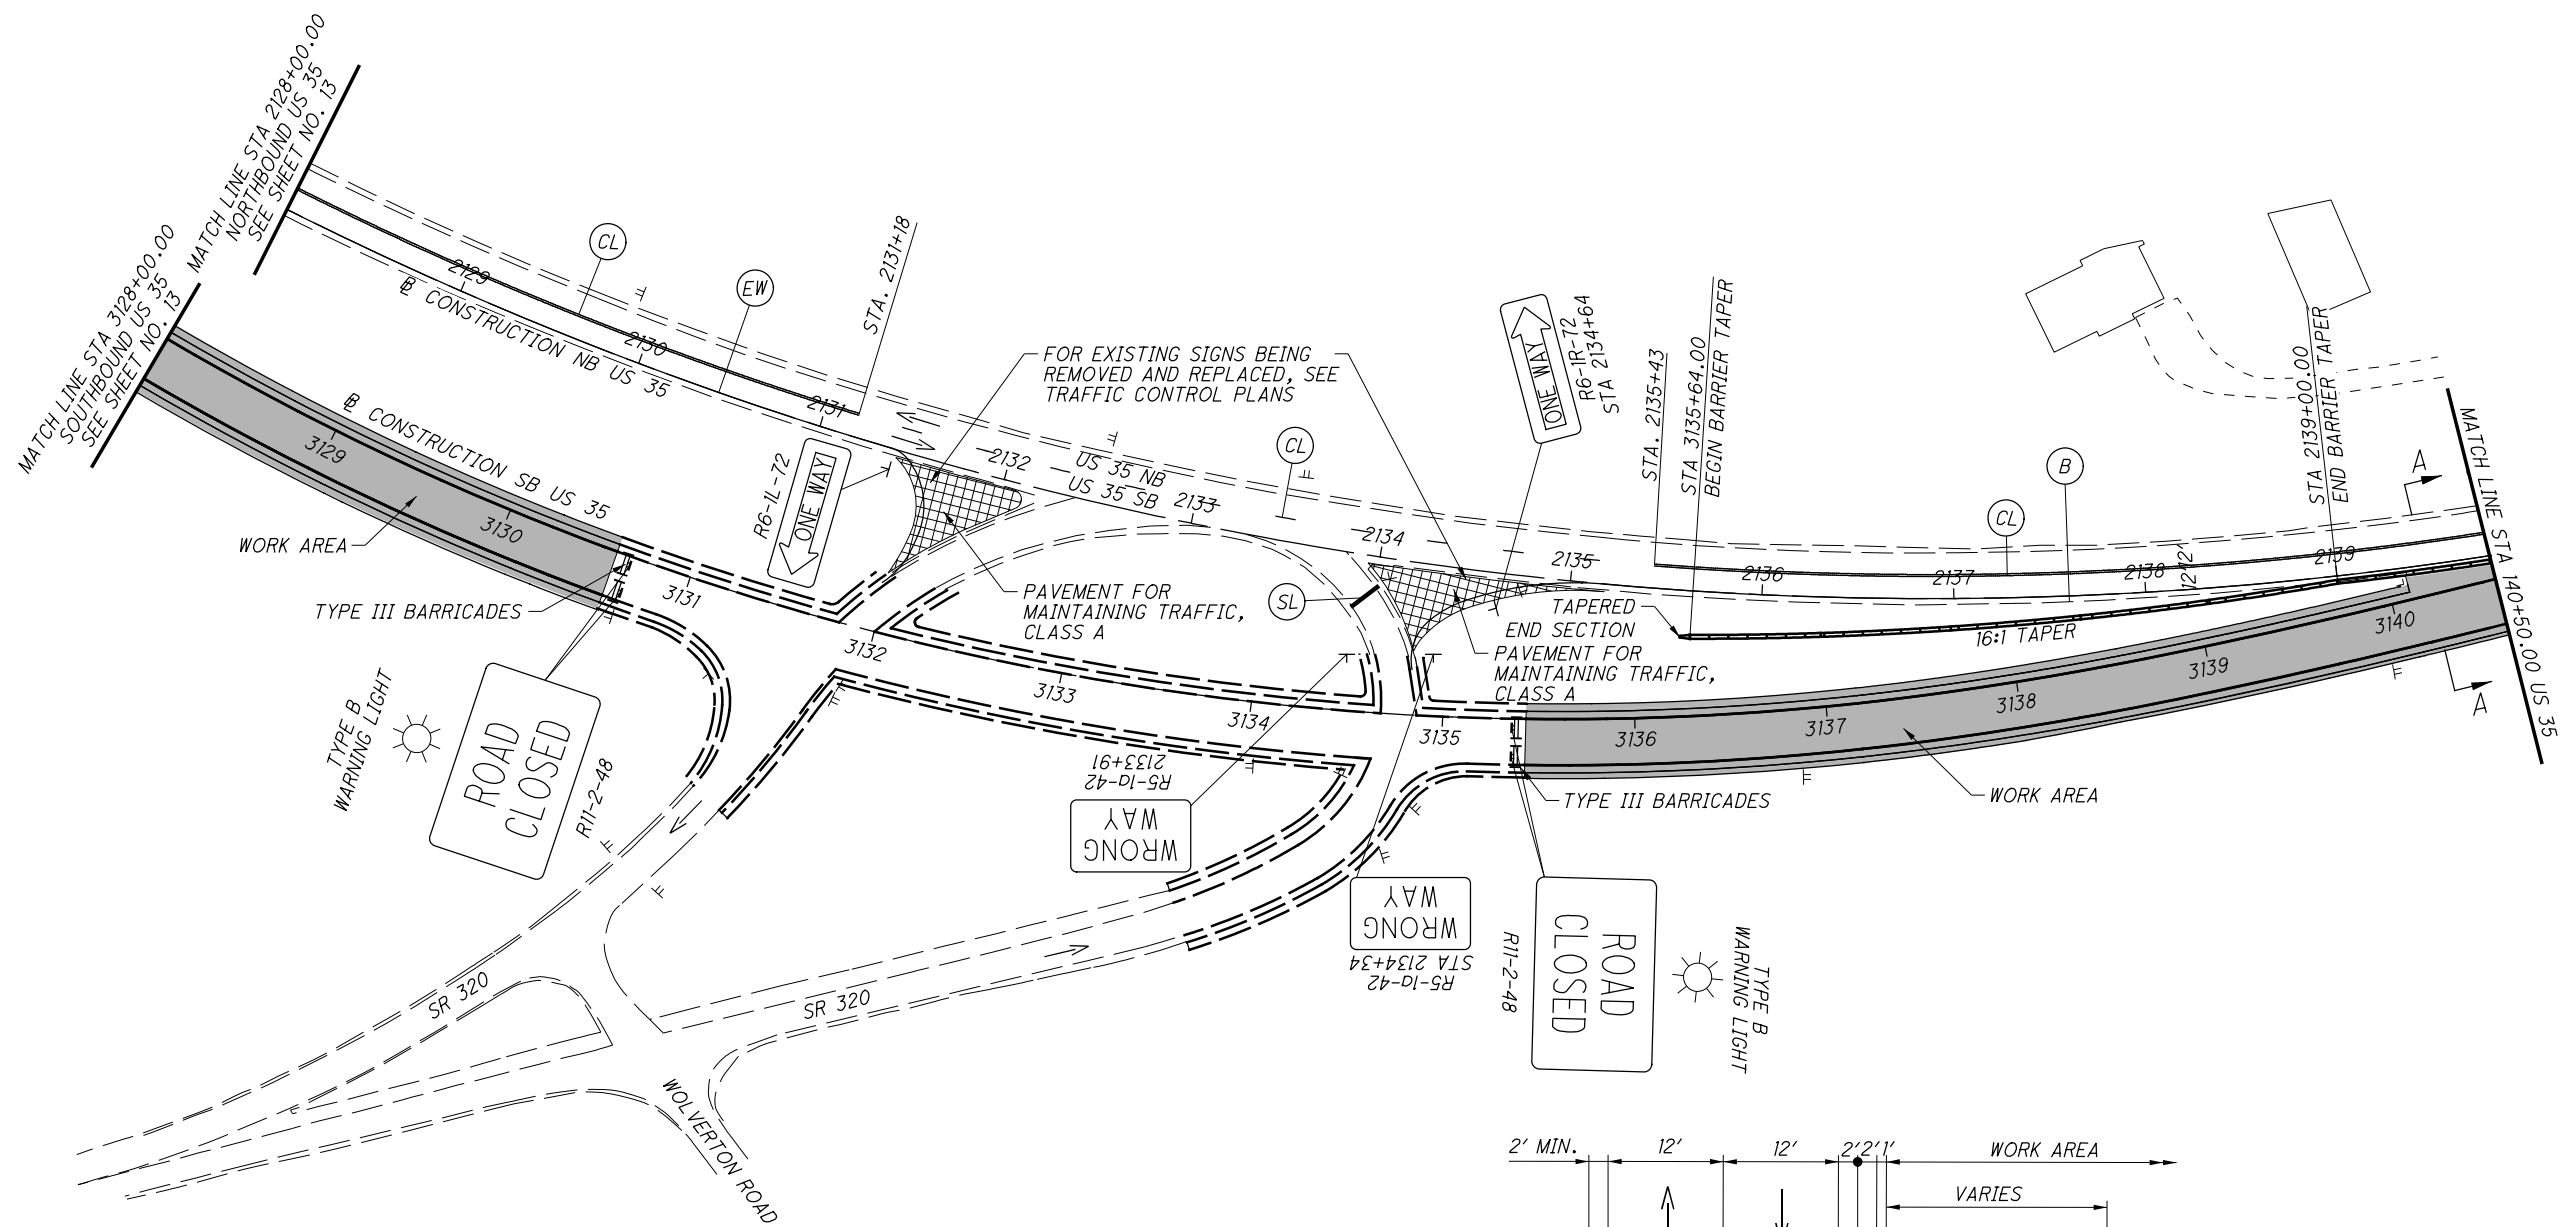 MATCH LINE STA 2128+00.00
NORTHBOUND US 35
SEE SHEET NO. 13
MATCH LINE STA 3128+00.00
SOUTHBOUND US 35
SEE SHEET NO. 13
CL
EW
STA. 2131+18
2129
2130
2131
2132
2133
2134
2135
2136
2137
2138
2139
℄ CONSTRUCTION NB US 35
℄ CONSTRUCTION SB US 35
3129
3130
3131
3132
3133
3134
3135
3136
3137
3138
3139
3140
WORK AREA
TYPE III BARRICADES
FOR EXISTING SIGNS BEING
REMOVED AND REPLACED, SEE
TRAFFIC CONTROL PLANS
R6-1L-72
ONE WAY
US 35 NB
US 35 SB
CL
ONE WAY
R6-1R-72
STA 2134+64
STA. 2135+43
STA 3135+64.00
BEGIN BARRIER TAPER
CL
B
STA 2139+00.00
END BARRIER TAPER
12'
12'
A
A
MATCH LINE STA 140+50.00 US 35
PAVEMENT FOR
MAINTAINING TRAFFIC,
CLASS A
SL
TAPERED
END SECTION
PAVEMENT FOR
MAINTAINING TRAFFIC,
CLASS A
16:1 TAPER
TYPE B
WARNING LIGHT
ROAD
CLOSED
R11-2-48
R5-1a-42
2133+91
WRONG
WAY
WRONG
WAY
STA 2134+34
R5-1a-42
TYPE III BARRICADES
WORK AREA
R11-2-48
ROAD
CLOSED
TYPE B
WARNING LIGHT
SR 320
SR 320
WOLVERTON ROAD
2' MIN.
12'
12'
2'
2'
1'
WORK AREA
VARIES